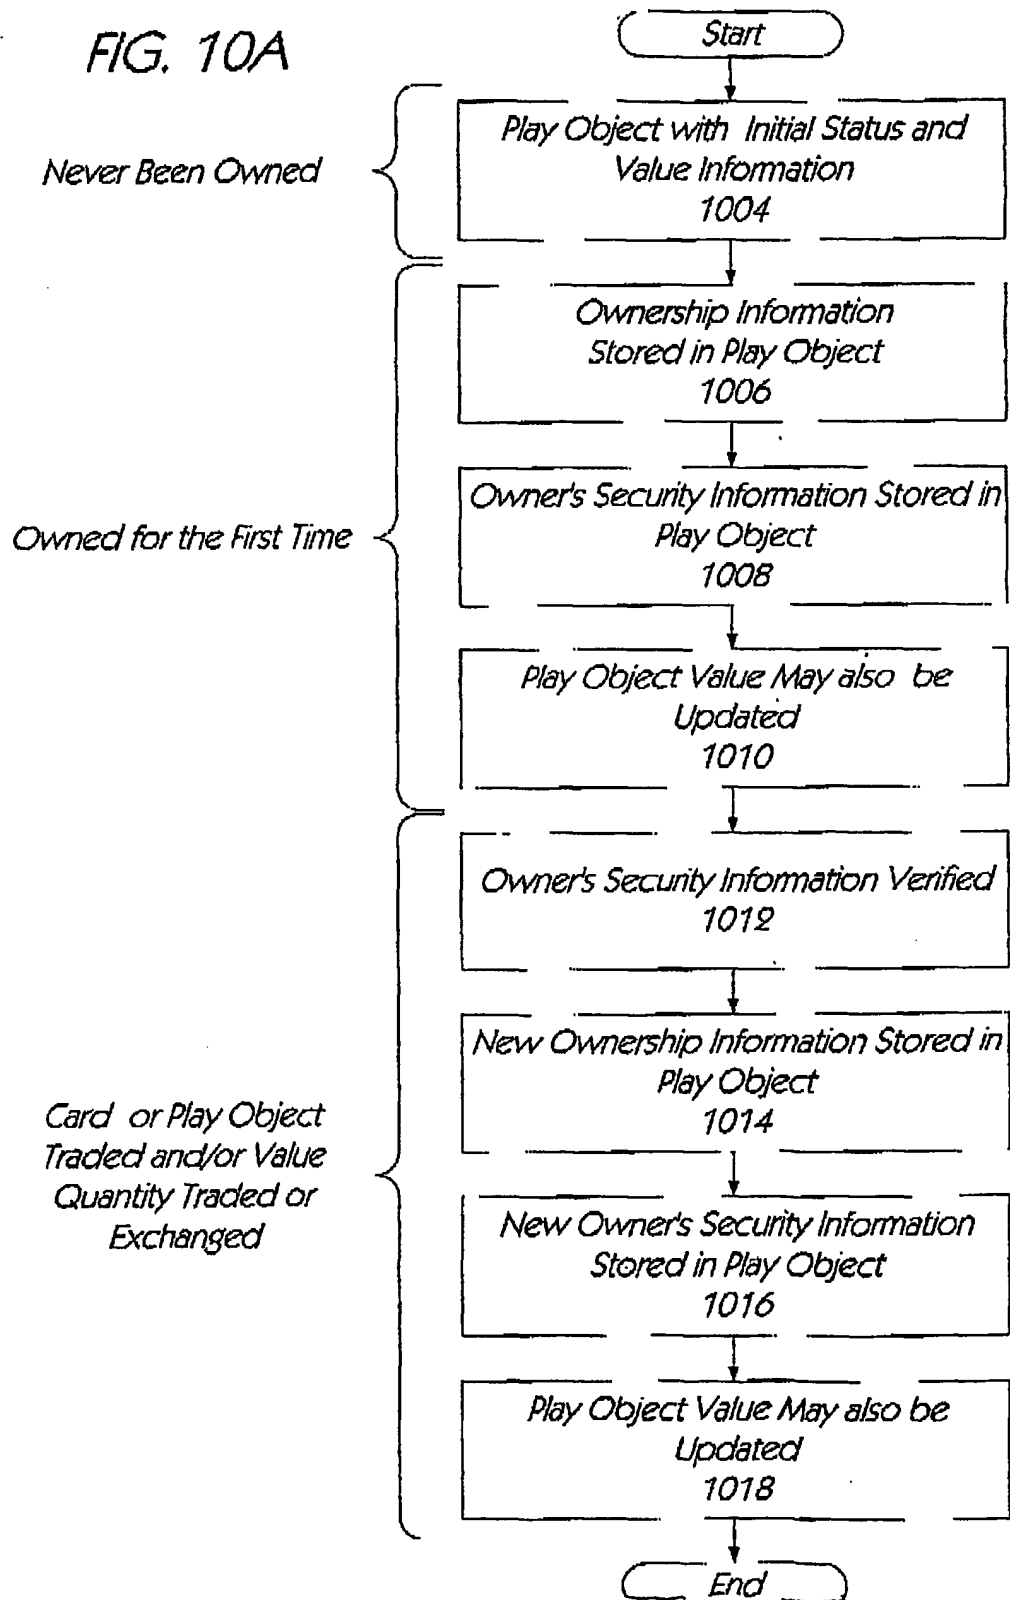 FIG. 10A
Start
Never Been Owned
Play Object with Initial Status and
Value Information
1004
Ownership Information
Stored in Play Object
1006
Owned for the First Time
Owner's Security Information Stored in
Play Object
1008
Play Object Value May also be
Updated
1010
Owner's Security Information Verified
1012
New Ownership Information Stored in
Play Object
1014
Card or Play Object
Traded and/or Value
Quantity Traded or
Exchanged
New Owner's Security Information
Stored in Play Object
1016
Play Object Value May also be
Updated
1018
End